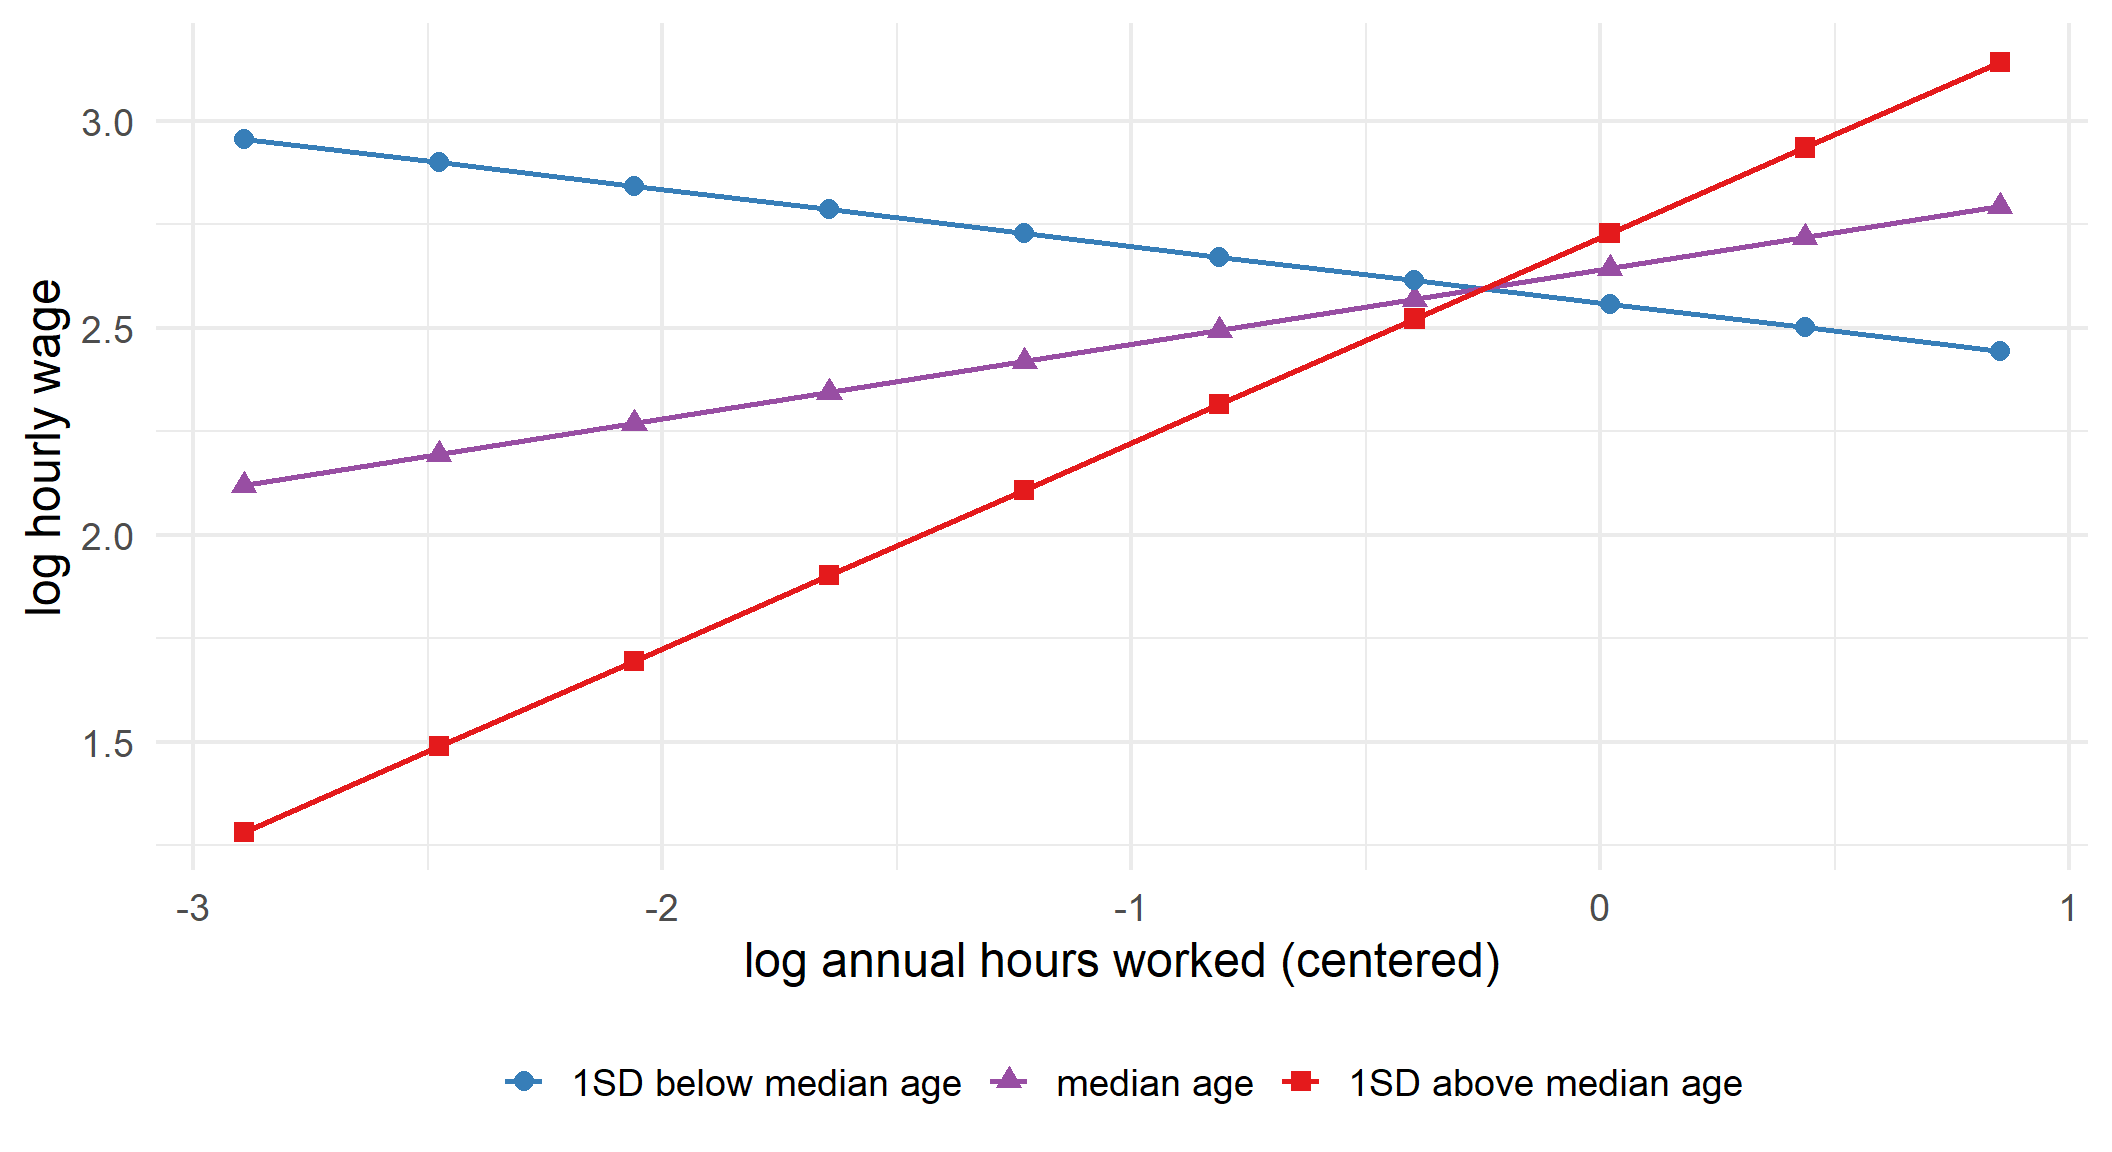 3.0
2.5
2.0
1.5
log hourly wage
-3 -2 -1 0 1
log annual hours worked (centered)
1SD below median age median age 1SD above median age